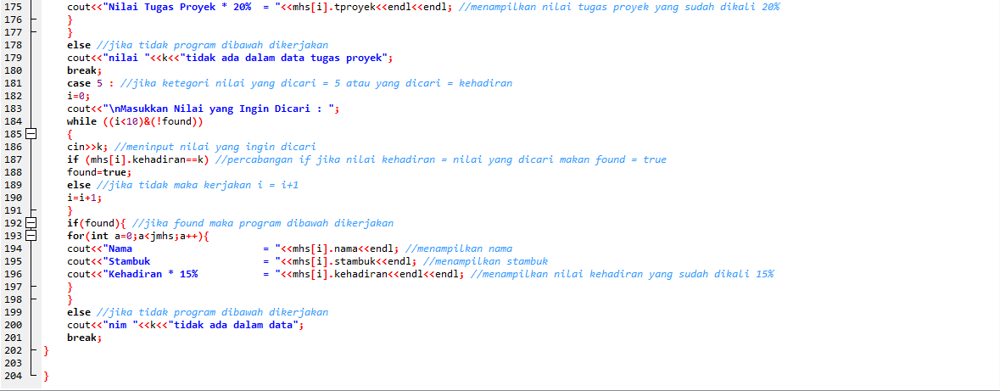 175 cout<<"Nilai Tugas Proyek * 20%  = "<<mhs[i].tproyek<<endl<<endl; //menampilkan nilai tugas proyek yang sudah dikali 20%
176 }
177 }
178 else //jika tidak program dibawah dikerjakan
179 cout<<"nilai "<<k<<"tidak ada dalam data tugas proyek";
180 break;
181 case 5 : //jika ketegori nilai yang dicari = 5 atau yang dicari = kehadiran
182 i=0;
183 cout<<"\nMasukkan Nilai yang Ingin Dicari : ";
184 while ((i<10)&(!found))
185 {
186 cin>>k; //meninput nilai yang ingin dicari
187 if (mhs[i].kehadiran==k) //percabangan if jika nilai kehadiran = nilai yang dicari makan found = true
188 found=true;
189 else //jika tidak maka kerjakan i = i+1
190 i=i+1;
191 }
192 if(found){ //jika found maka program dibawah dikerjakan
193 for(int a=0;a<jmhs;a++){
194 cout<<"Nama                      = "<<mhs[i].nama<<endl; //menampilkan nama
195 cout<<"Stambuk                   = "<<mhs[i].stambuk<<endl; //menampilkan stambuk
196 cout<<"Kehadiran * 15%           = "<<mhs[i].kehadiran<<endl<<endl; //menampilkan nilai kehadiran yang sudah dikali 15%
197 }
198 }
199 else //jika tidak program dibawah dikerjakan
200 cout<<"nim "<<k<<"tidak ada dalam data";
201 break;
202 }
203
204 }